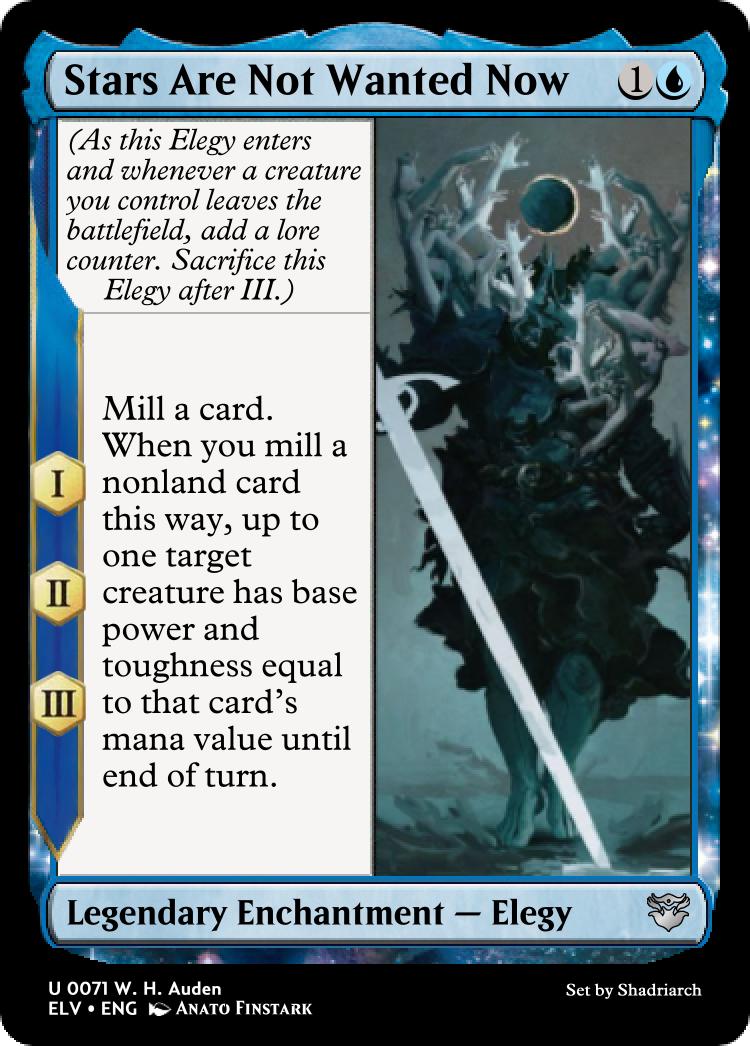 Stars Are Not Wanted Now 1
(As this Elegy enters
and whenever a creature
you control leaves the
battlefield, add a lore
counter. Sacrifice this
Elegy after III.)
Mill a card.
When you mill a
nonland card
this way, up to
one target
creature has base
power and
toughness equal
to that card's
mana value until
end of turn.
I
II
III
Legendary Enchantment — Elegy
U 0071 W. H. Auden
ELV • ENG Anato Finstark
Set by Shadriarch